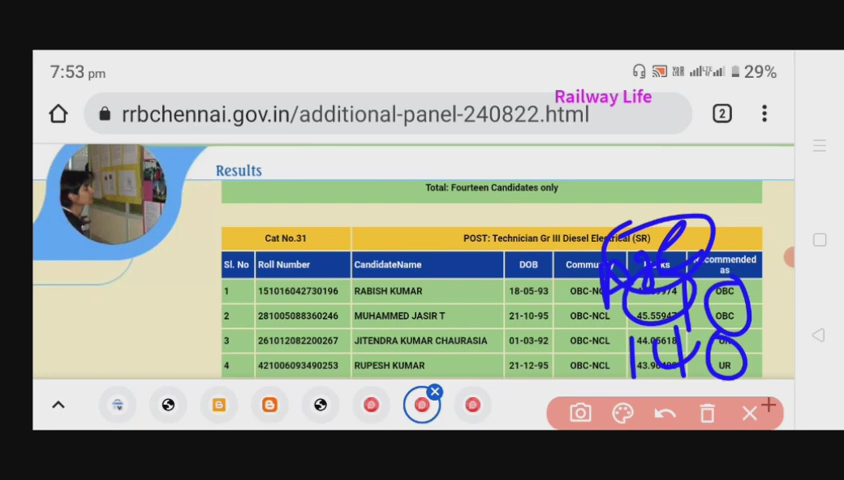 7:53 pm
29%
Railway Life
rrbchennai.gov.in/additional-panel-240822.html
2
Results
Total: Fourteen Candidates only
Cat No.31 POST: Technician Gr III Diesel Electrical (SR)
Sl. No Roll Number CandidateName DOB as
1 151016042730196 RABISH KUMAR 18-05-93 OBC
2 281005088360246 MUHAMMED JASIR T 21-10-95 OBC-NCL 45.55947 OBC
3 261012082200267 JITENDRA KUMAR CHAURASIA 01-03-92 OBC-NCL
4 421006093490253 RUPESH KUMAR 21-12-95 OBC-NCL UR
140